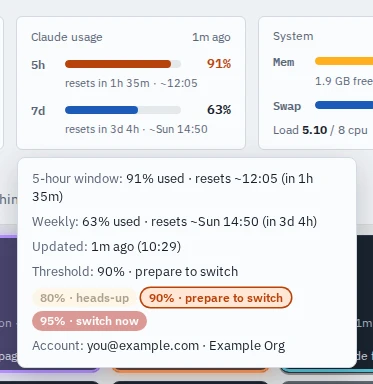 Claude usage 1m ago
5h 91%
resets in 1h 35m · ~12:05
7d 63%
resets in 3d 4h · ~Sun 14:50
System
Mem
1.9 GB free
Swap
Load 5.10 / 8 cpu
5-hour window: 91% used · resets ~12:05 (in 1h
35m)
Weekly: 63% used · resets ~Sun 14:50 (in 3d 4h)
Updated: 1m ago (10:29)
Threshold: 90% · prepare to switch
80% · heads-up 90% · prepare to switch
95% · switch now
Account: you@example.com · Example Org